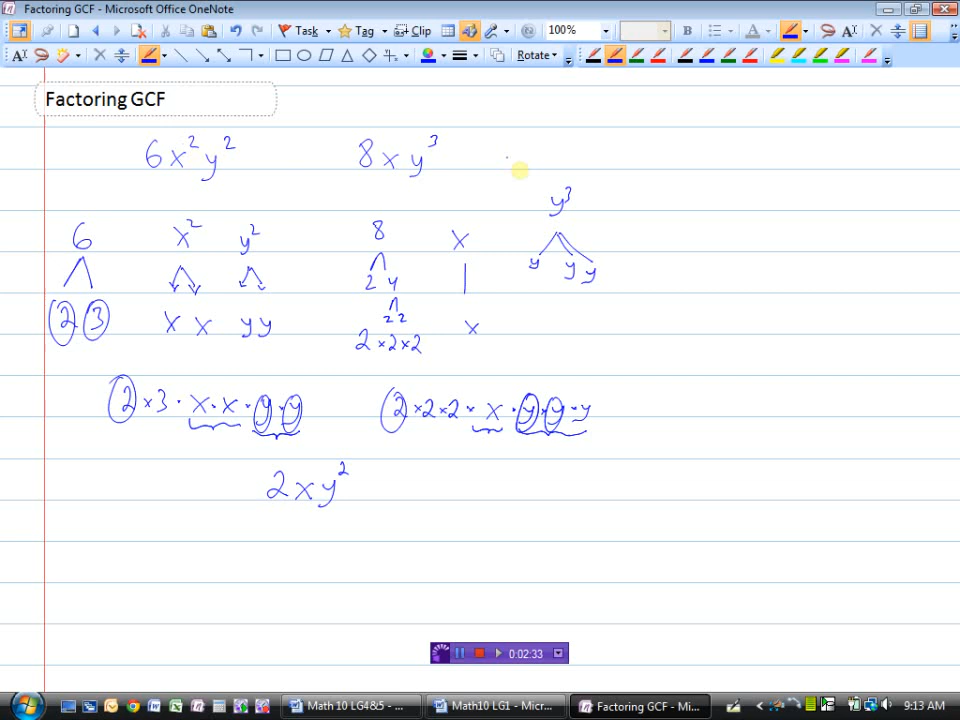 Factoring GCF - Microsoft Office OneNote
Task Tag Clip 100% B A A
A Rotate
Factoring GCF
6x²y² 8xy³
y³
6 x² y² 8 x
y y y
2 4
2 3 x x y y 2 2 x
2×2×2
2×3·x·x·y·y 2×2×2·x·y·y·y
2xy²
0:02:33
Math 10 LG4&5 - ... Math10 LG1 - Micr... Factoring GCF - Mi... 9:13 AM